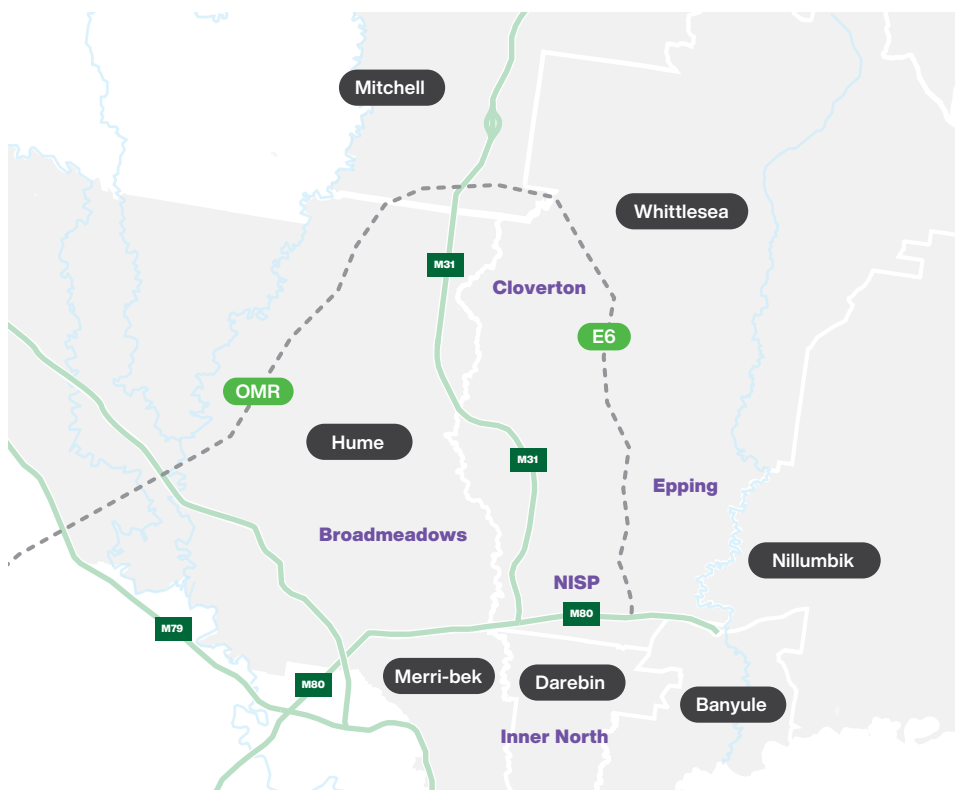 Mitchell
Whittlesea
M31
Cloverton
E6
OMR
Hume
M31
Epping
Broadmeadows
Nillumbik
NISP
M80
M79
Merri-bek
Darebin
M80
Banyule
Inner North